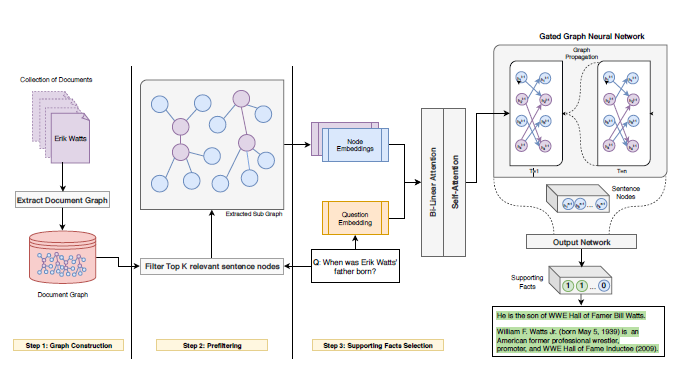 Gated Graph Neural Network
Graph
Propagation
Collection of Documents
Erik Watts
Extract Document Graph
Document Graph
Extracted Sub Graph
Filter Top K relevant sentence nodes
Node
Embeddings
Question
Embedding
Q: When was Erik Watts'
father born?
Bi-Linear Attention
Self-Attention
T=1
T=n
Sentence
Nodes
Output Network
Supporting
Facts
1 1 ... 0
He is the son of WWE Hall of Famer Bill Watts.
William F. Watts Jr. (born May 5, 1939) is an
American former professional wrestler,
promoter, and WWE Hall of Fame Inductee (2009).
Step 1: Graph Construction
Step 2: Prefiltering
Step 3: Supporting Facts Selection